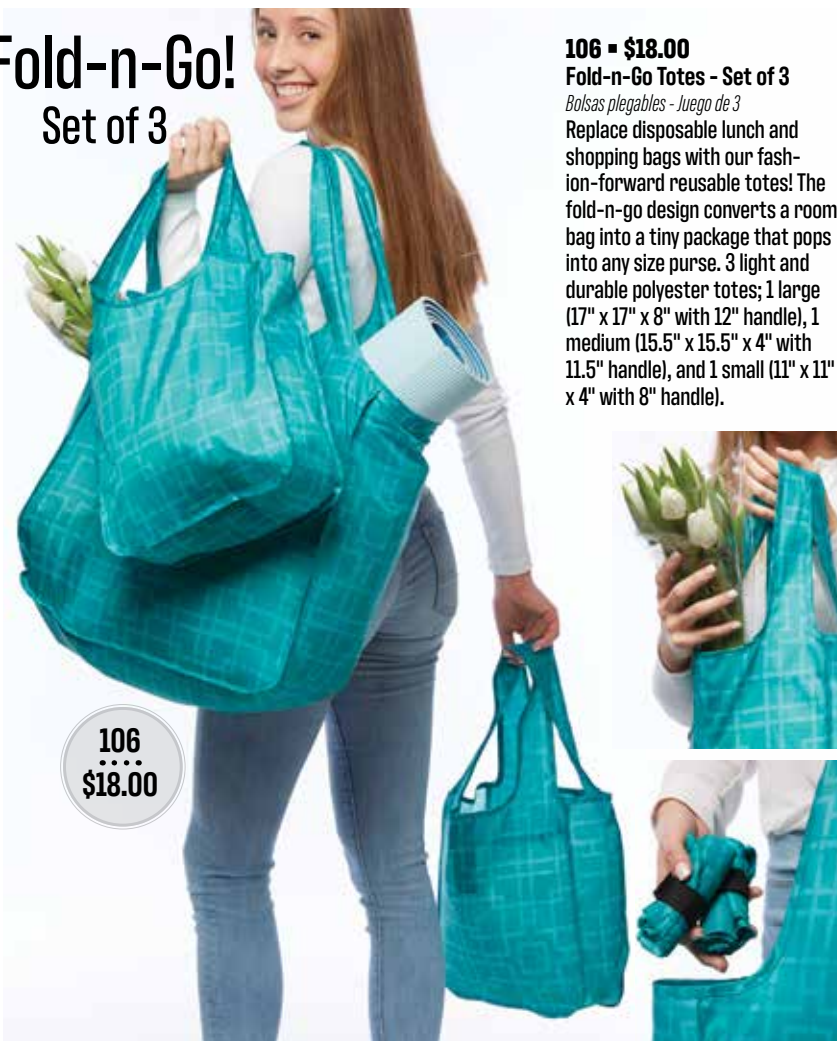 Fold-n-Go!
Set of 3
106 ▪ $18.00
Fold-n-Go Totes - Set of 3
Bolsas plegables - Juego de 3
Replace disposable lunch and
shopping bags with our fash-
ion-forward reusable totes! The
fold-n-go design converts a room
bag into a tiny package that pops
into any size purse. 3 light and
durable polyester totes; 1 large
(17" x 17" x 8" with 12" handle), 1
medium (15.5" x 15.5" x 4" with
11.5" handle), and 1 small (11" x 11"
x 4" with 8" handle).
106
$18.00